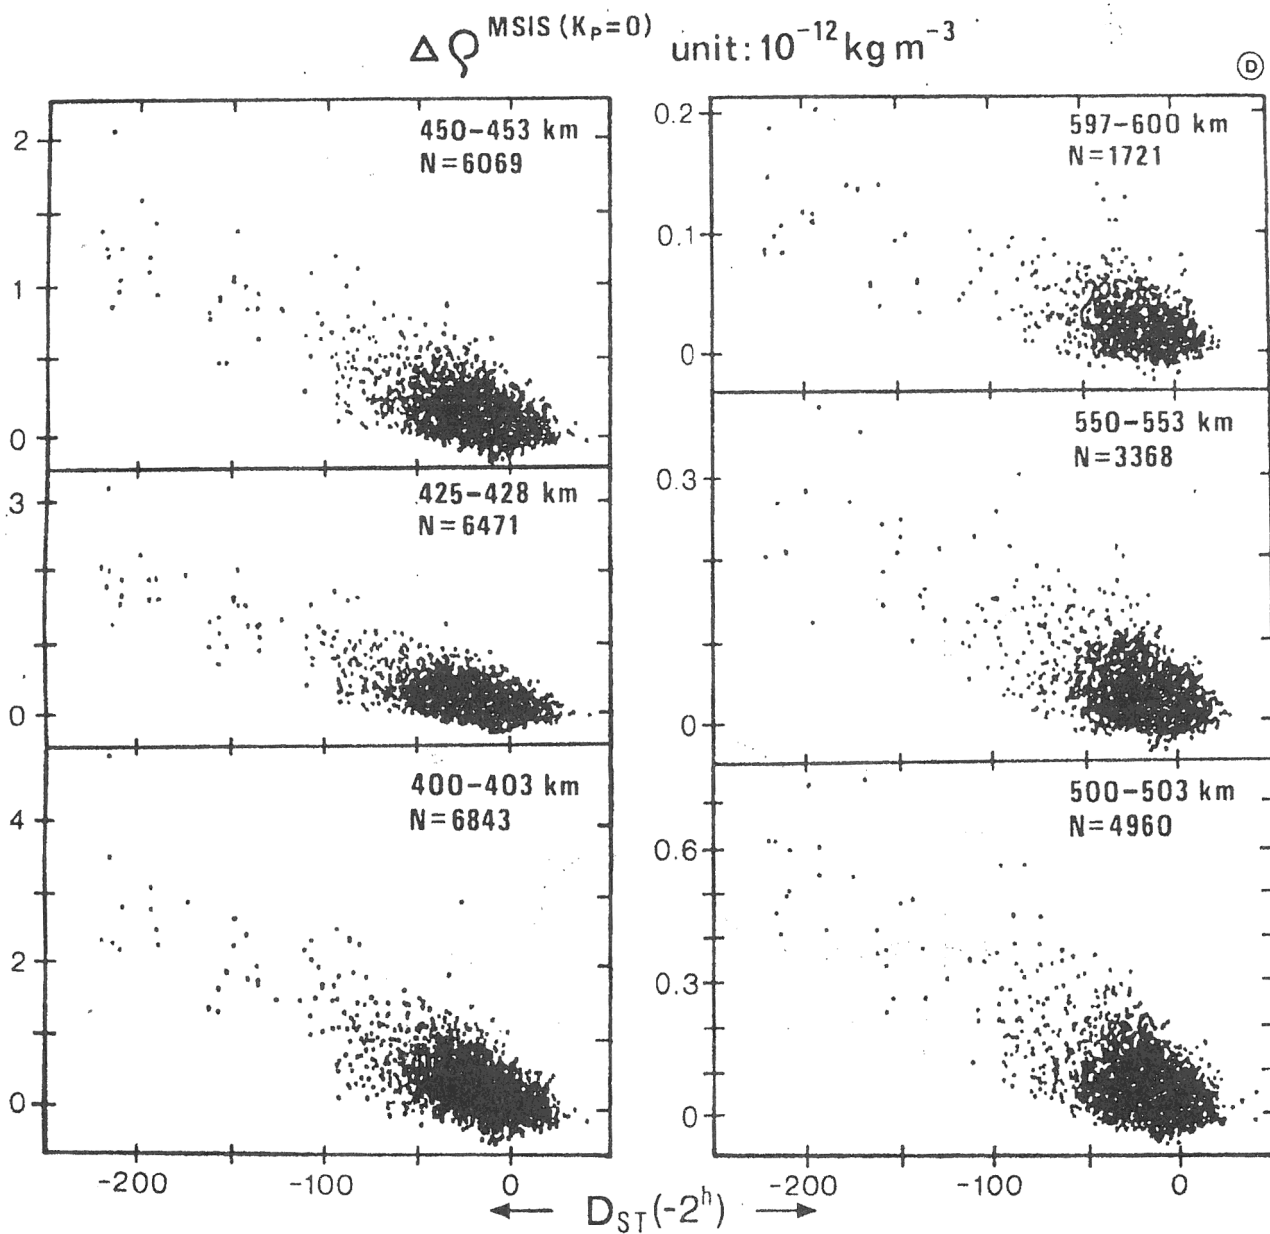 Δρ MSIS (Kp=0) unit: 10⁻¹² kg m⁻³
D
450–453 km
N=6069
2
1
0
425–428 km
N=6471
3
0
400–403 km
N=6843
4
2
0
-200 -100 0
597–600 km
N=1721
0.2
0.1
0
550–553 km
N=3368
0.3
0
500–503 km
N=4960
0.6
0.3
0
-200 -100 0
← D_ST(-2ʰ) →